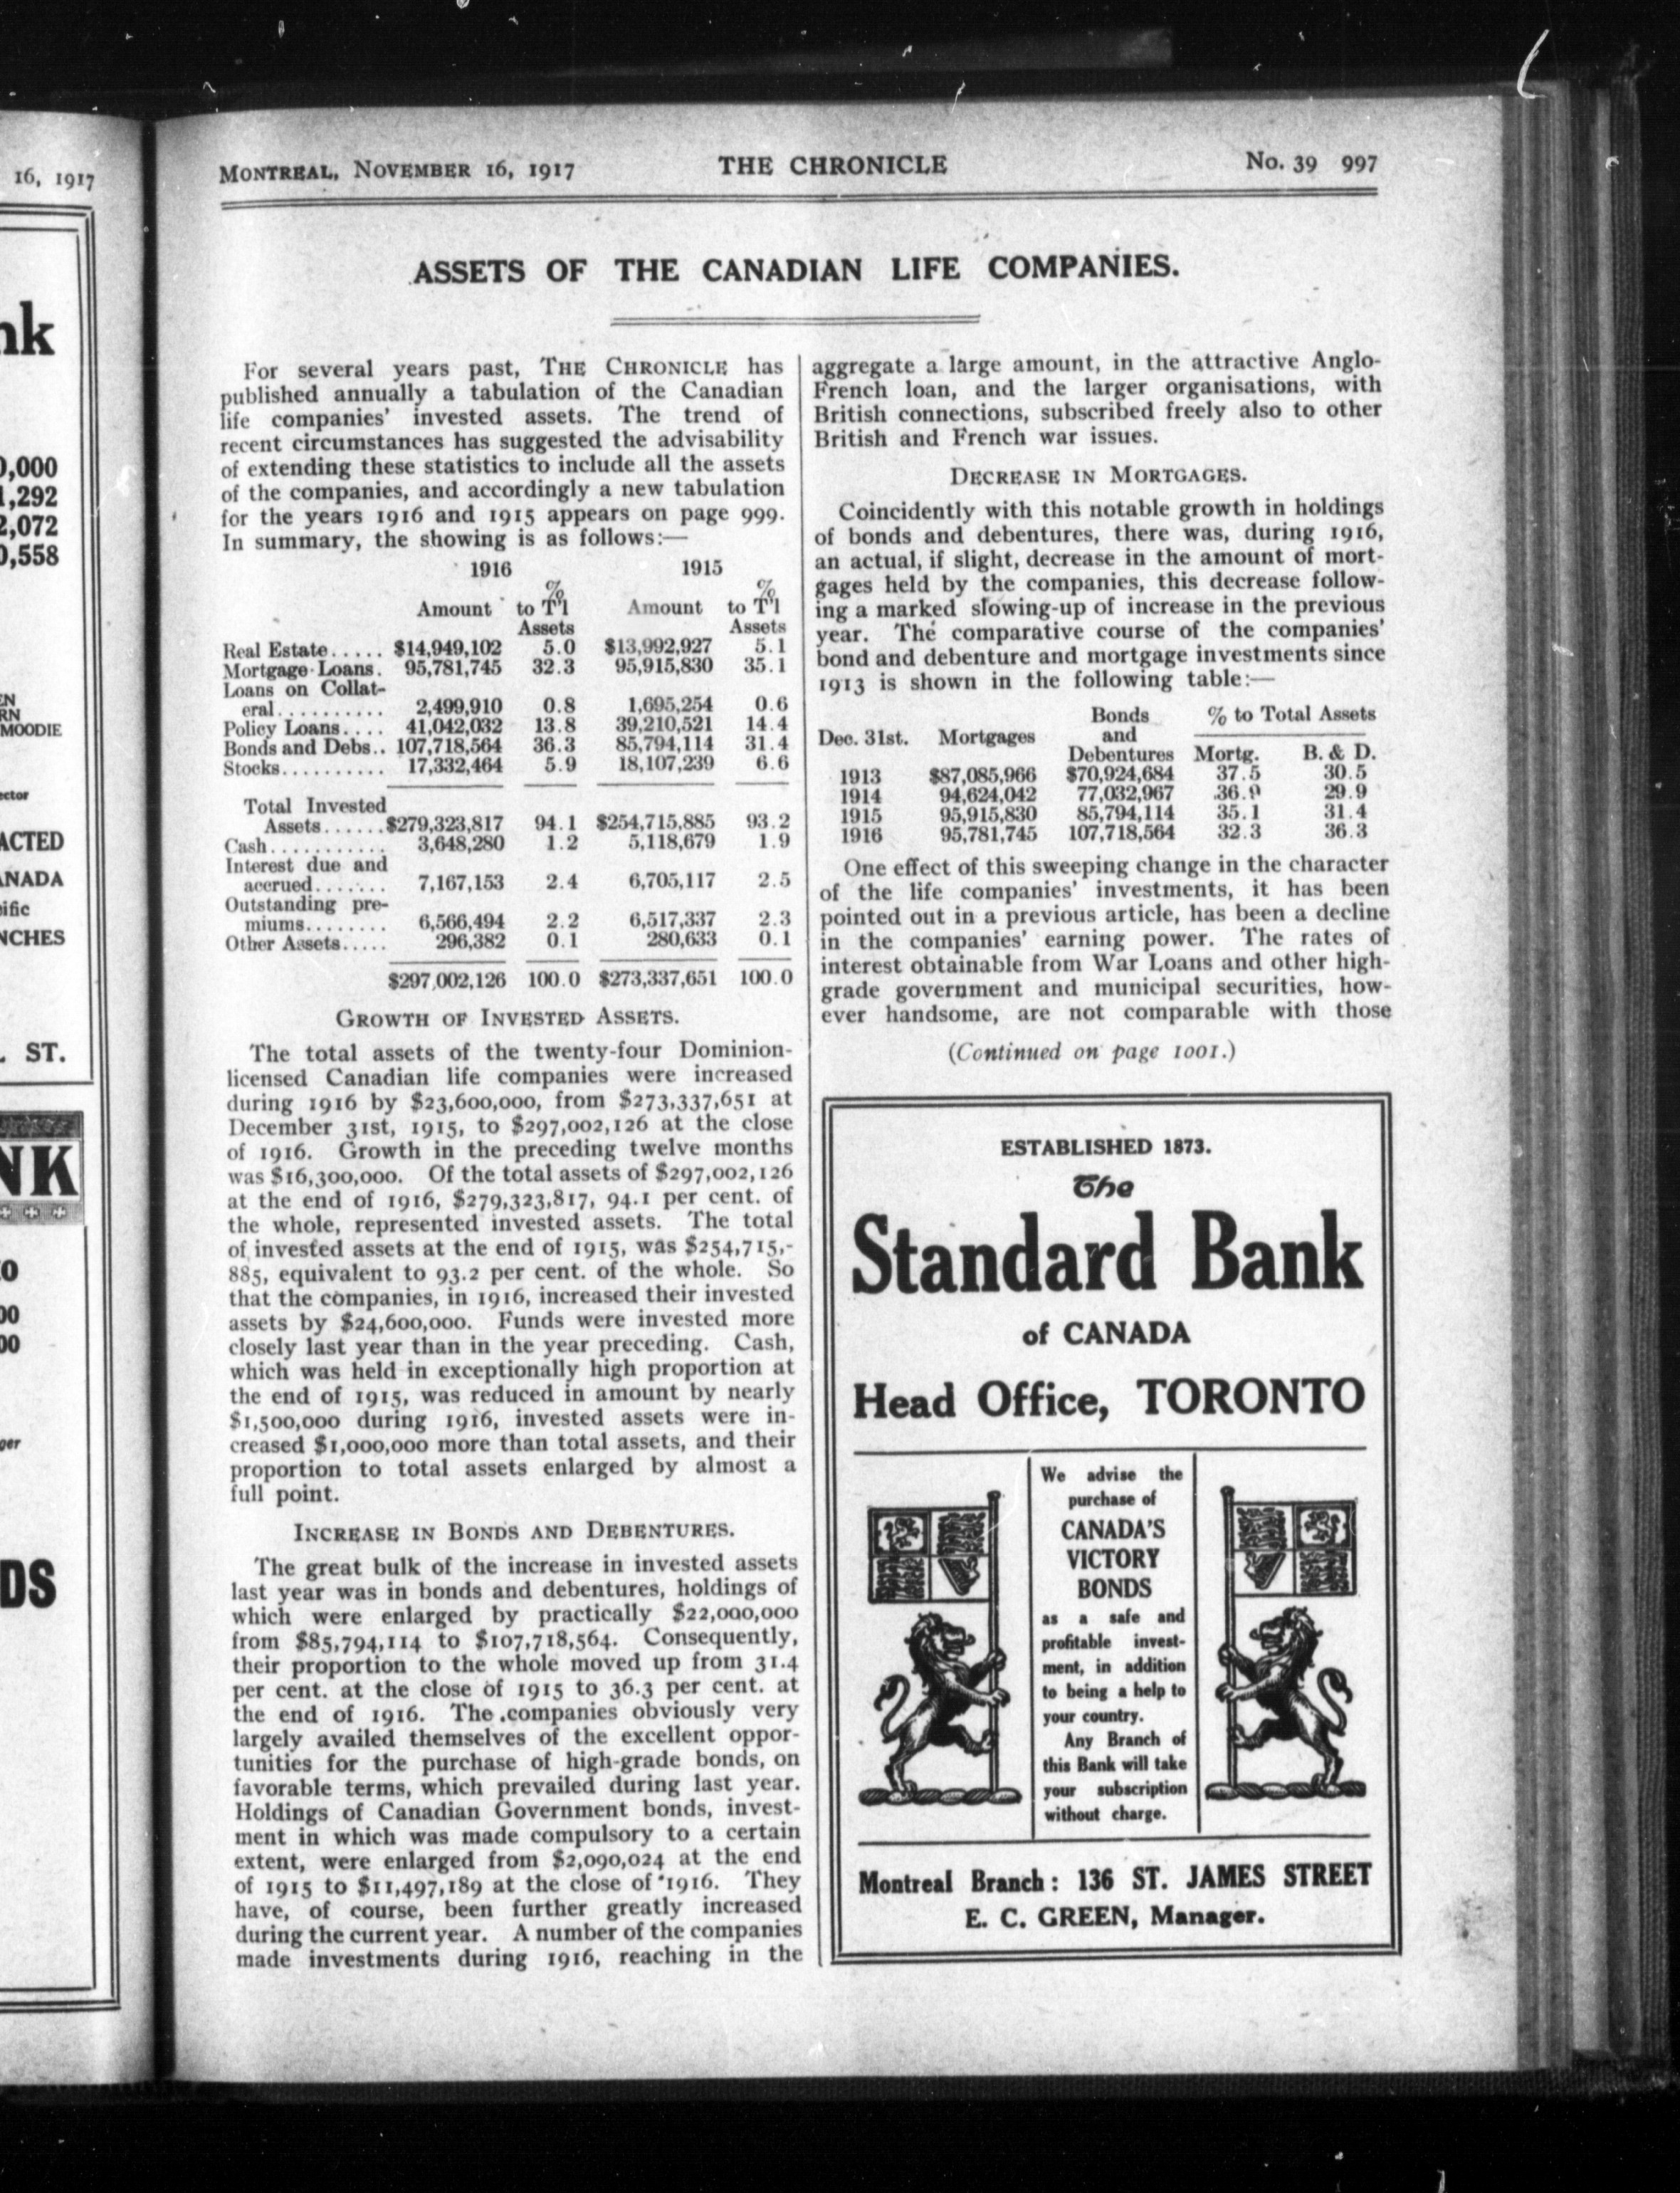 16, 1917
nk
0,000
1,292
2,072
0,558
EN
RN
MOODIE
ector
ACTED
ANADA
ific
NCHES
ST.
NK
00
00
DS
MONTREAL, NOVEMBER 16, 1917 THE CHRONICLE No. 39 997
ASSETS OF THE CANADIAN LIFE COMPANIES.
For several years past, THE CHRONICLE has
published annually a tabulation of the Canadian
life companies' invested assets. The trend of
recent circumstances has suggested the advisability
of extending these statistics to include all the assets
of the companies, and accordingly a new tabulation
for the years 1916 and 1915 appears on page 999.
In summary, the showing is as follows:—
1916 1915
% %
Amount to T'l Amount to T'l
Assets Assets
Real Estate..... $14,949,102 5.0 $13,992,927 5.1
Mortgage Loans. 95,781,745 32.3 95,915,830 35.1
Loans on Collat-
eral.......... 2,499,910 0.8 1,695,254 0.6
Policy Loans.... 41,042,032 13.8 39,210,521 14.4
Bonds and Debs.. 107,718,564 36.3 85,794,114 31.4
Stocks.......... 17,332,464 5.9 18,107,239 6.6
Total Invested
Assets......$279,323,817 94.1 $254,715,885 93.2
Cash........... 3,648,280 1.2 5,118,679 1.9
Interest due and
accrued....... 7,167,153 2.4 6,705,117 2.5
Outstanding pre-
miums........ 6,566,494 2.2 6,517,337 2.3
Other Assets..... 296,382 0.1 280,633 0.1
$297,002,126 100.0 $273,337,651 100.0
GROWTH OF INVESTED ASSETS.
The total assets of the twenty-four Dominion-
licensed Canadian life companies were increased
during 1916 by $23,600,000, from $273,337,651 at
December 31st, 1915, to $297,002,126 at the close
of 1916. Growth in the preceding twelve months
was $16,300,000. Of the total assets of $297,002,126
at the end of 1916, $279,323,817, 94.1 per cent. of
the whole, represented invested assets. The total
of invested assets at the end of 1915, was $254,715,-
885, equivalent to 93.2 per cent. of the whole. So
that the companies, in 1916, increased their invested
assets by $24,600,000. Funds were invested more
closely last year than in the year preceding. Cash,
which was held in exceptionally high proportion at
the end of 1915, was reduced in amount by nearly
$1,500,000 during 1916, invested assets were in-
creased $1,000,000 more than total assets, and their
proportion to total assets enlarged by almost a
full point.
INCREASE IN BONDS AND DEBENTURES.
The great bulk of the increase in invested assets
last year was in bonds and debentures, holdings of
which were enlarged by practically $22,000,000
from $85,794,114 to $107,718,564. Consequently,
their proportion to the whole moved up from 31.4
per cent. at the close of 1915 to 36.3 per cent. at
the end of 1916. The companies obviously very
largely availed themselves of the excellent oppor-
tunities for the purchase of high-grade bonds, on
favorable terms, which prevailed during last year.
Holdings of Canadian Government bonds, invest-
ment in which was made compulsory to a certain
extent, were enlarged from $2,090,024 at the end
of 1915 to $11,497,189 at the close of 1916. They
have, of course, been further greatly increased
during the current year. A number of the companies
made investments during 1916, reaching in the
aggregate a large amount, in the attractive Anglo-
French loan, and the larger organisations, with
British connections, subscribed freely also to other
British and French war issues.
DECREASE IN MORTGAGES.
Coincidently with this notable growth in holdings
of bonds and debentures, there was, during 1916,
an actual, if slight, decrease in the amount of mort-
gages held by the companies, this decrease follow-
ing a marked slowing-up of increase in the previous
year. The comparative course of the companies'
bond and debenture and mortgage investments since
1913 is shown in the following table:—
Bonds % to Total Assets
Dec. 31st. Mortgages and
Debentures Mortg. B. & D.
1913 $87,085,966 $70,924,684 37.5 30.5
1914 94,624,042 77,032,967 36.9 29.9
1915 95,915,830 85,794,114 35.1 31.4
1916 95,781,745 107,718,564 32.3 36.3
One effect of this sweeping change in the character
of the life companies' investments, it has been
pointed out in a previous article, has been a decline
in the companies' earning power. The rates of
interest obtainable from War Loans and other high-
grade government and municipal securities, how-
ever handsome, are not comparable with those
(Continued on page 1001.)
ESTABLISHED 1873.
The
Standard Bank
of CANADA
Head Office, TORONTO
We advise the
purchase of
CANADA'S
VICTORY
BONDS
as a safe and
profitable invest-
ment, in addition
to being a help to
your country.
Any Branch of
this Bank will take
your subscription
without charge.
Montreal Branch: 136 ST. JAMES STREET
E. C. GREEN, Manager.